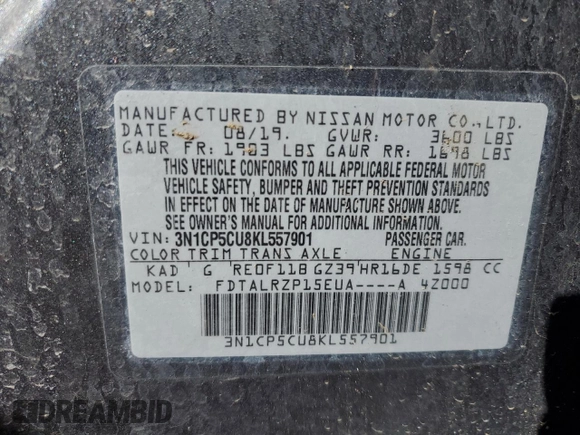 MANUFACTURED BY NISSAN MOTOR CO.,LTD.
DATE: 08/19. GVWR: 3600 LBS
GAWR FR: 1903 LBS GAWR RR: 1698 LBS
THIS VEHICLE CONFORMS TO ALL APPLICABLE FEDERAL MOTOR
VEHICLE SAFETY, BUMPER AND THEFT PREVENTION STANDARDS
IN EFFECT ON THE DATE OF MANUFACTURE SHOWN ABOVE.
SEE OWNER'S MANUAL FOR ADDITIONAL INFORMATION.
VIN: 3N1CP5CU8KL557901 PASSENGER CAR.
COLOR TRIM TRANS AXLE ENGINE
KAD G RE0F11B GZ39 HR16DE 1598 CC
MODEL: FDTALRZP15EUA----A 4Z000
3N1CP5CU8KL557901
DREAMBID